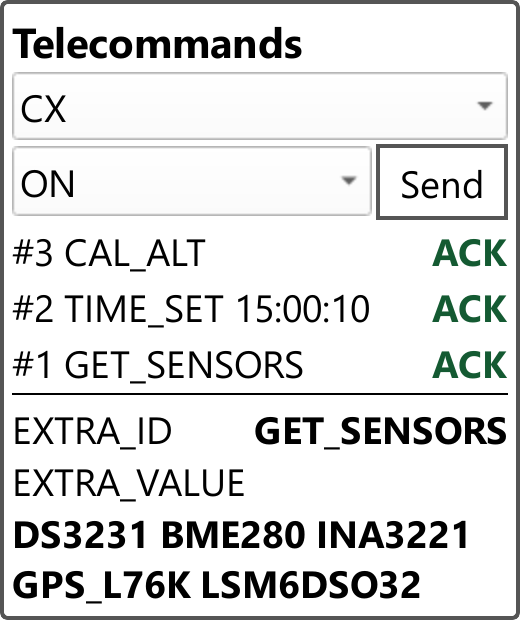 Telecommands
CX
ON
Send
#3 CAL_ALT ACK
#2 TIME_SET 15:00:10 ACK
#1 GET_SENSORS ACK
EXTRA_ID GET_SENSORS
EXTRA_VALUE
DS3231 BME280 INA3221
GPS_L76K LSM6DSO32